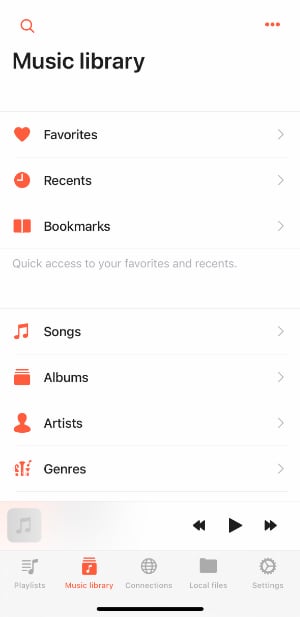 Music library
Favorites
Recents
Bookmarks
Quick access to your favorites and recents.
Songs
Albums
Artists
Genres
Playlists
Music library
Connections
Local files
Settings